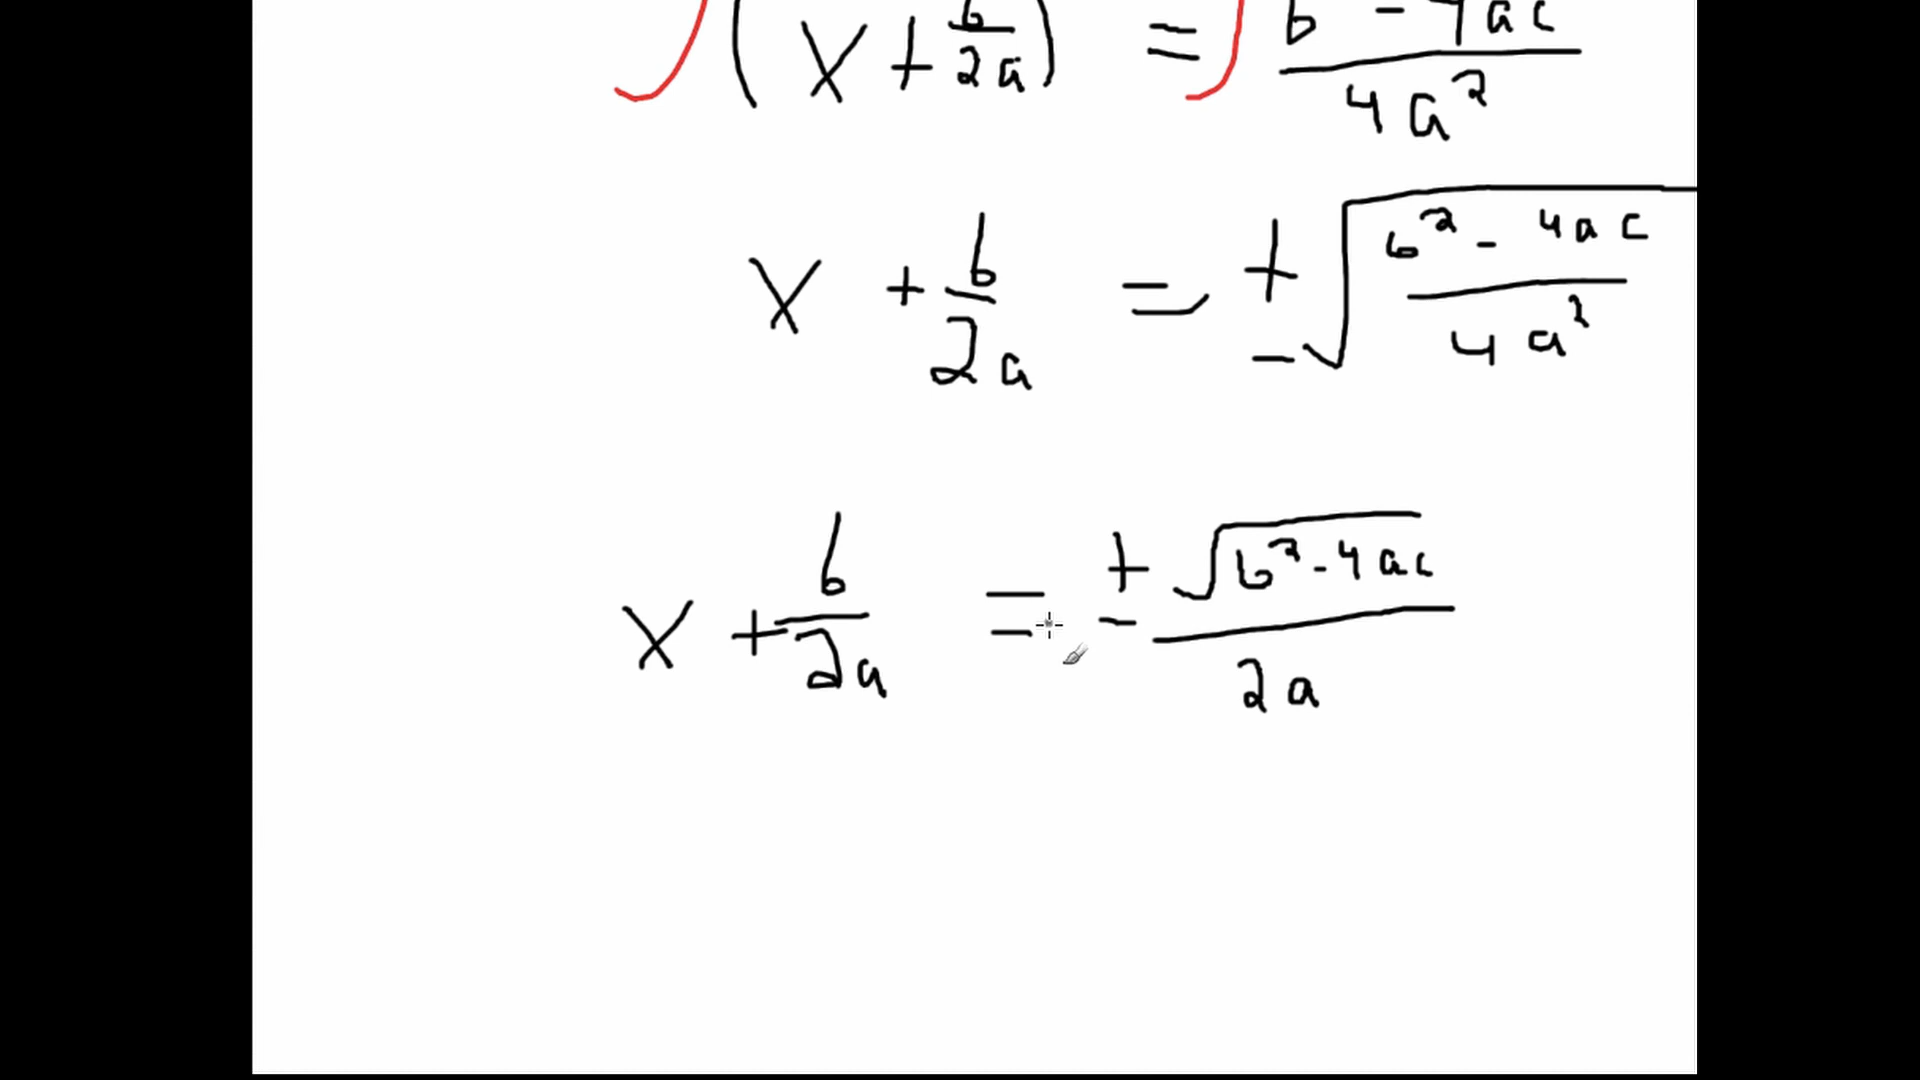 √(x + b/2a) = √ b - 4ac / 4a²
x + b/2a = ± √(b² - 4ac / 4a²)
x + b/2a = ± √(b² - 4ac) / 2a